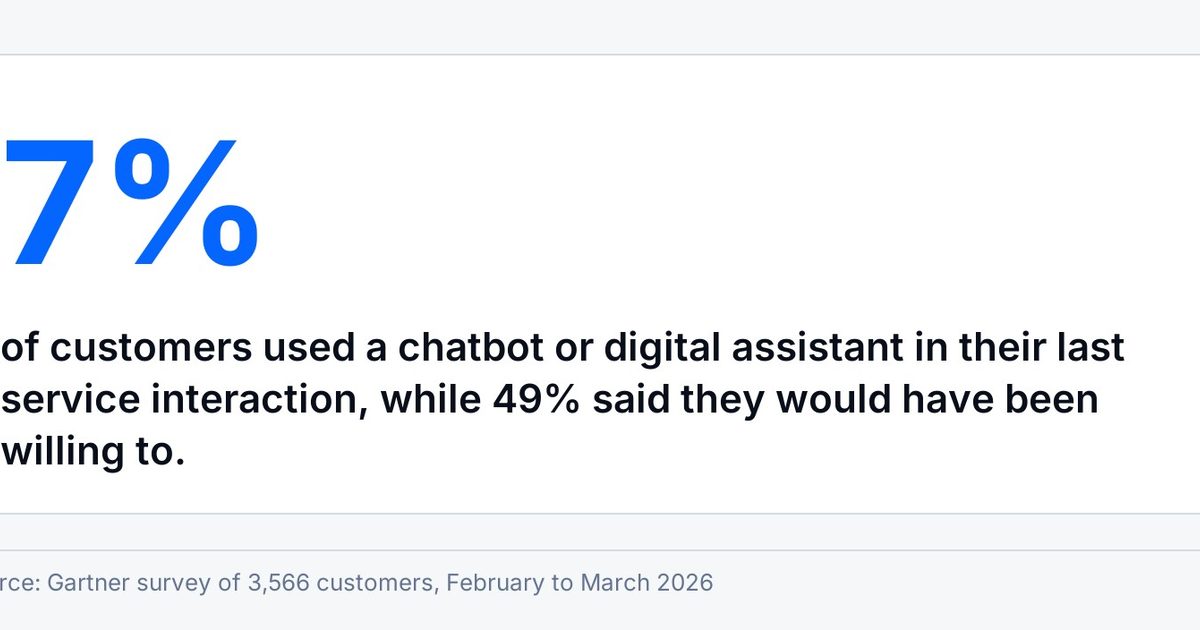 7%
of customers used a chatbot or digital assistant in their last
service interaction, while 49% said they would have been
willing to.
rce: Gartner survey of 3,566 customers, February to March 2026